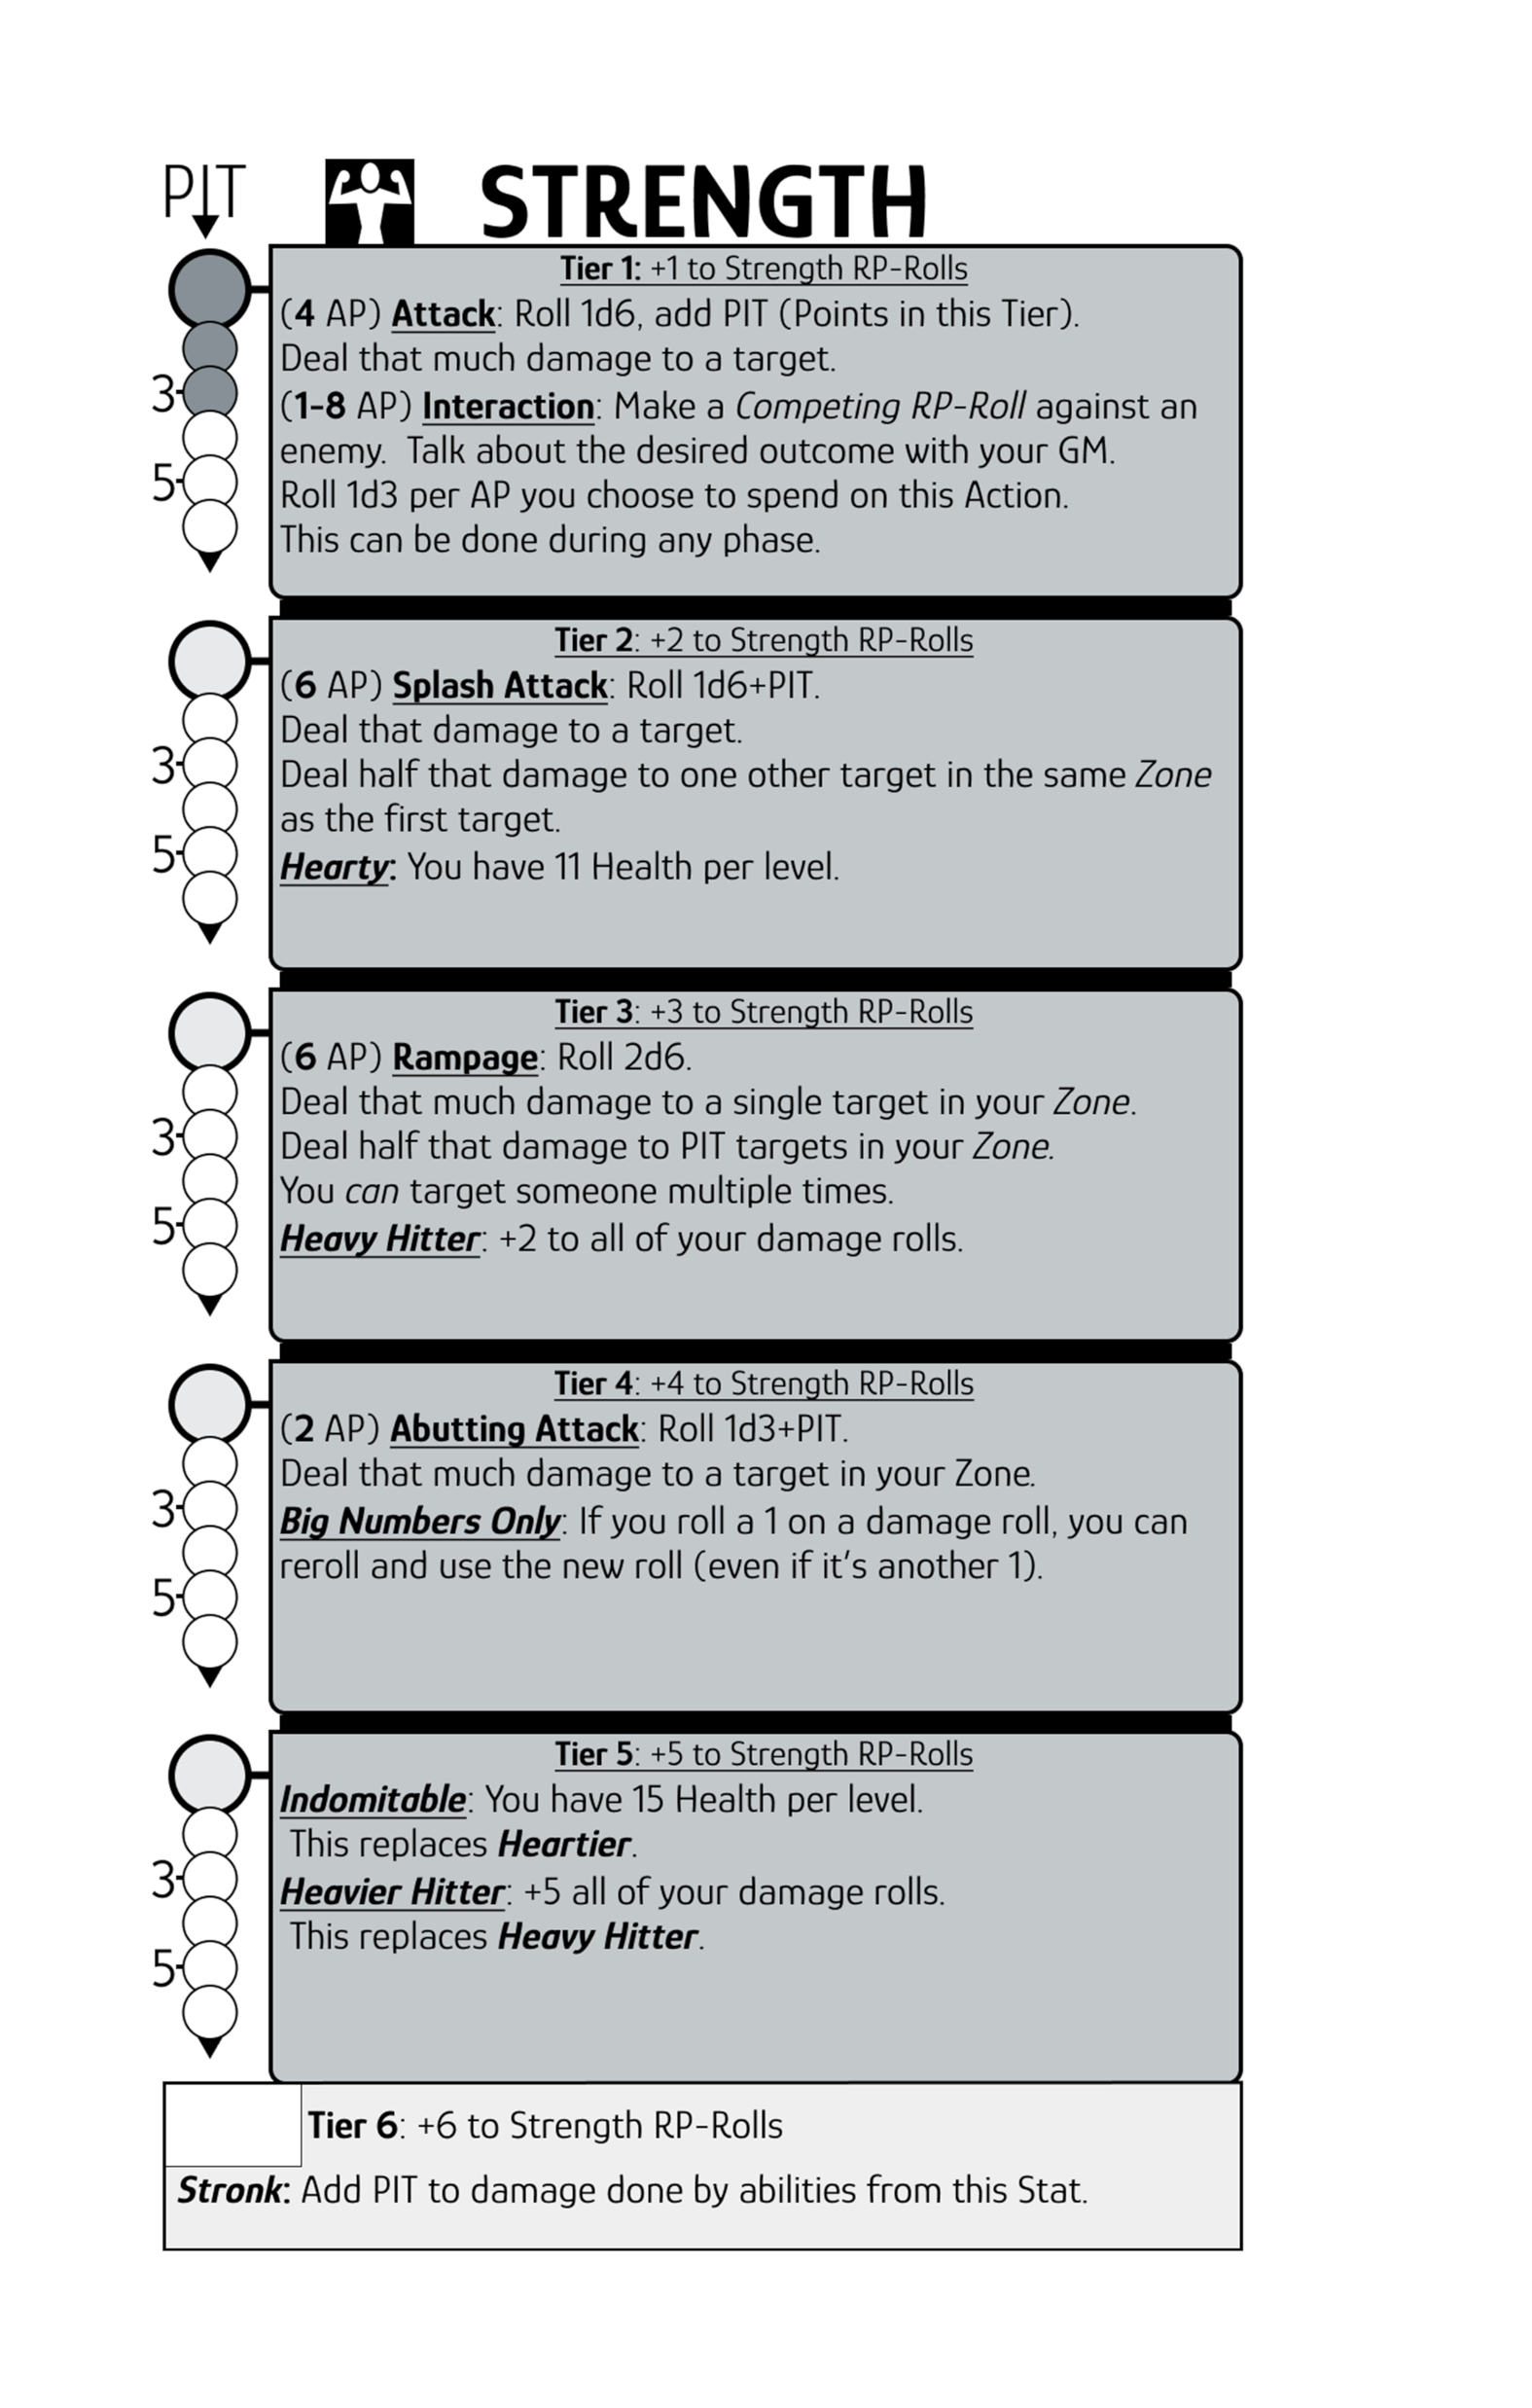 PIT
STRENGTH
Tier 1: +1 to Strength RP-Rolls
(4 AP) Attack: Roll 1d6, add PIT (Points in this Tier).
Deal that much damage to a target.
3
(1-8 AP) Interaction: Make a Competing RP-Roll against an
enemy. Talk about the desired outcome with your GM.
5
Roll 1d3 per AP you choose to spend on this Action.
This can be done during any phase.
Tier 2: +2 to Strength RP-Rolls
(6 AP) Splash Attack: Roll 1d6+PIT.
Deal that damage to a target.
3
Deal half that damage to one other target in the same Zone
as the first target.
5
Hearty: You have 11 Health per level.
Tier 3: +3 to Strength RP-Rolls
(6 AP) Rampage: Roll 2d6.
Deal that much damage to a single target in your Zone.
3
Deal half that damage to PIT targets in your Zone.
You can target someone multiple times.
5
Heavy Hitter: +2 to all of your damage rolls.
Tier 4: +4 to Strength RP-Rolls
(2 AP) Abutting Attack: Roll 1d3+PIT.
Deal that much damage to a target in your Zone.
3
Big Numbers Only: If you roll a 1 on a damage roll, you can
reroll and use the new roll (even if it's another 1).
5
Tier 5: +5 to Strength RP-Rolls
Indomitable: You have 15 Health per level.
This replaces Heartier.
3
Heavier Hitter: +5 all of your damage rolls.
This replaces Heavy Hitter.
5
Tier 6: +6 to Strength RP-Rolls
Stronk: Add PIT to damage done by abilities from this Stat.